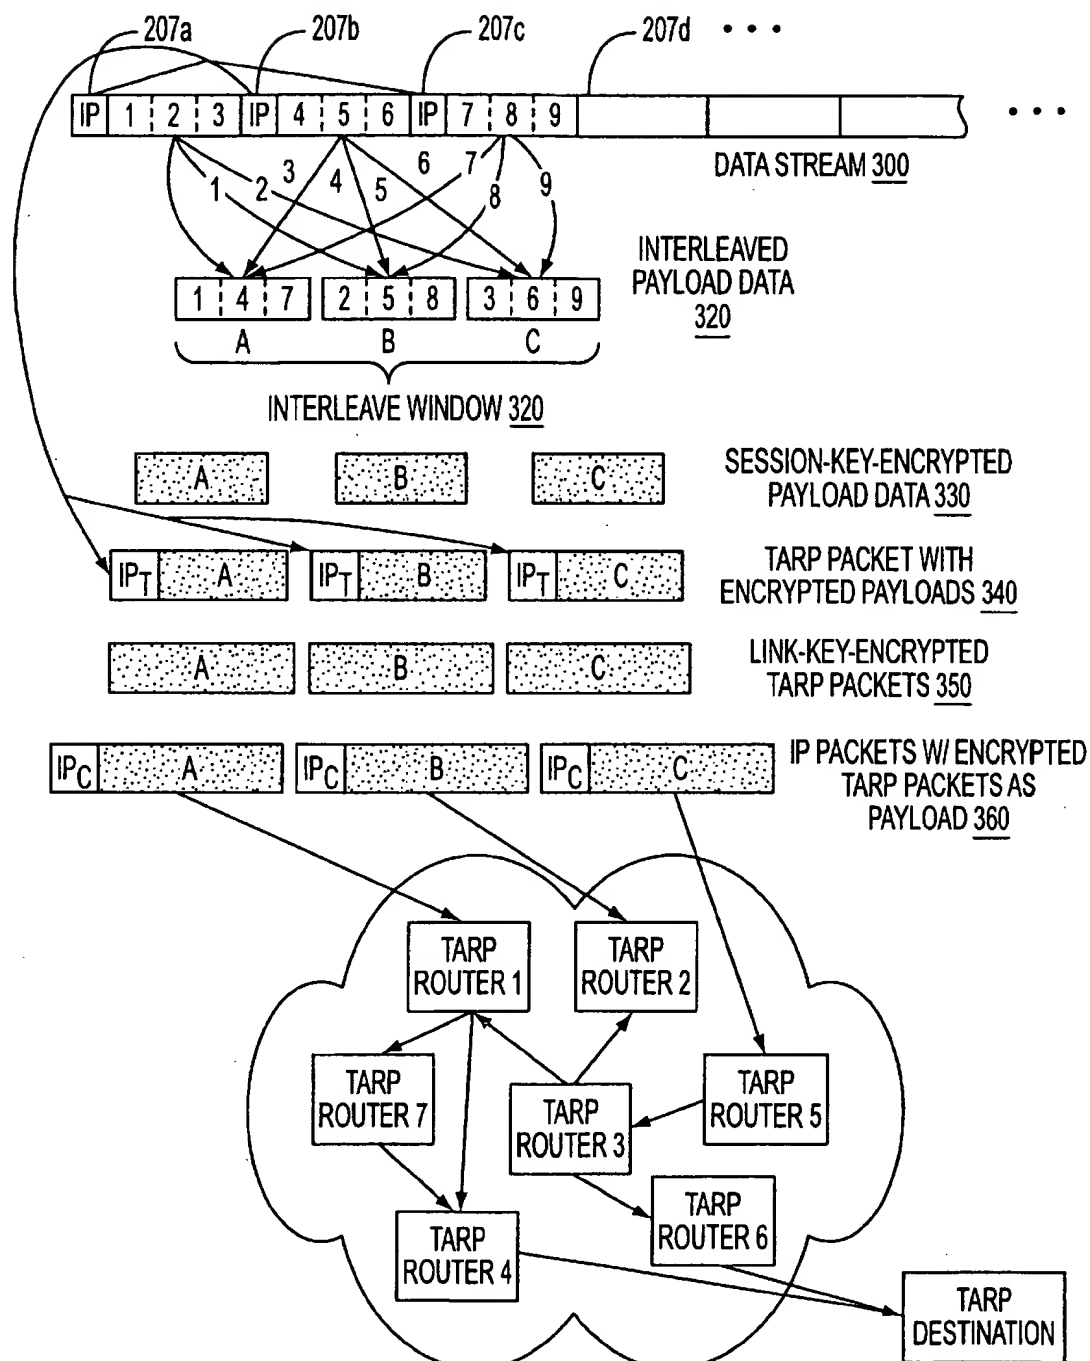 207a 207b 207c 207d • • •
IP 1 2 3 IP 4 5 6 IP 7 8 9 • • •
DATA STREAM 300
1 2 3 4 5 6 7 8 9
INTERLEAVED
PAYLOAD DATA
320
1 4 7 2 5 8 3 6 9
A B C
INTERLEAVE WINDOW 320
A B C
SESSION-KEY-ENCRYPTED
PAYLOAD DATA 330
IPT A IPT B IPT C
TARP PACKET WITH
ENCRYPTED PAYLOADS 340
A B C
LINK-KEY-ENCRYPTED
TARP PACKETS 350
IPC A IPC B IPC C
IP PACKETS W/ ENCRYPTED
TARP PACKETS AS
PAYLOAD 360
TARP
ROUTER 1
TARP
ROUTER 2
TARP
ROUTER 7
TARP
ROUTER 3
TARP
ROUTER 5
TARP
ROUTER 4
TARP
ROUTER 6
TARP
DESTINATION